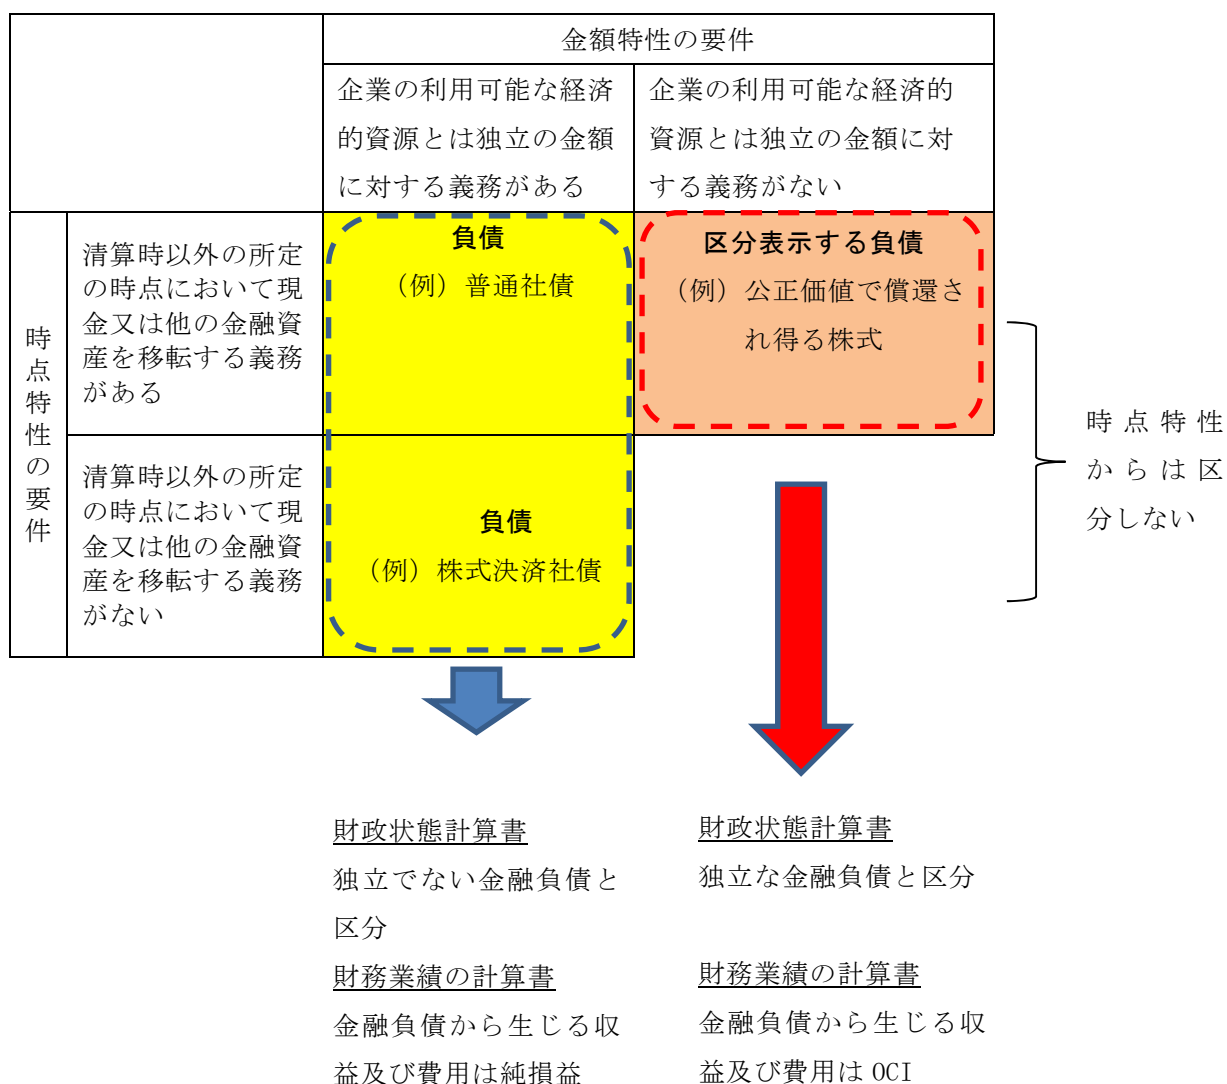 金額特性の要件
企業の利用可能な経済
的資源とは独立の金額
に対する義務がある
企業の利用可能な経済的
資源とは独立の金額に対
する義務がない
時点特性の要件
清算時以外の所定
の時点において現
金又は他の金融資
産を移転する義務
がある
負債
（例）普通社債
区分表示する負債
（例）公正価値で償還さ
れ得る株式
清算時以外の所定
の時点において現
金又は他の金融資
産を移転する義務
がない
負債
（例）株式決済社債
時点特性
からは区
分しない
財政状態計算書
独立でない金融負債と
区分
財務業績の計算書
金融負債から生じる収
益及び費用は純損益
財政状態計算書
独立な金融負債と区分
財務業績の計算書
金融負債から生じる収
益及び費用は OCI